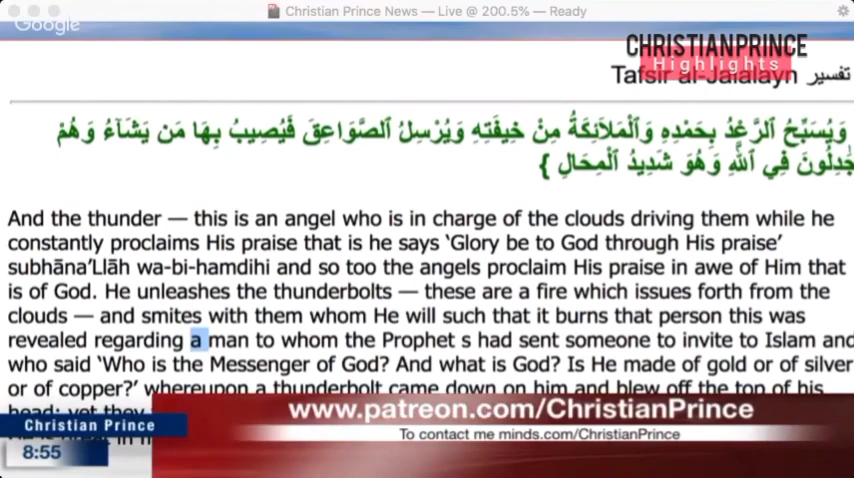 Christian Prince News — Live @ 200.5% — Ready
Google
CHRISTIAN PRINCE
Highlights
Tafsir al-Jalalayn تفسير
وَيُسَبِّحُ ٱلرَّعْدُ بِحَمْدِهِ وَٱلْمَلاَئِكَةُ مِنْ خِيفَتِهِ وَيُرْسِلُ ٱلصَّوَاعِقَ فَيُصِيبُ بِهَا مَن يَشَآءُ وَهُمْ
جَٰدِلُونَ فِي ٱللَّهِ وَهُوَ شَدِيدُ ٱلْمِحَالِ }
And the thunder — this is an angel who is in charge of the clouds driving them while he
constantly proclaims His praise that is he says ‘Glory be to God through His praise’
subhāna’Llāh wa-bi-hamdihi and so too the angels proclaim His praise in awe of Him that
is of God. He unleashes the thunderbolts — these are a fire which issues forth from the
clouds — and smites with them whom He will such that it burns that person this was
revealed regarding a man to whom the Prophet s had sent someone to invite to Islam and
who said ‘Who is the Messenger of God? And what is God? Is He made of gold or of silver
or of copper?’ whereupon a thunderbolt came down on him and blew off the top of his
head; yet they
www.patreon.com/ChristianPrince
Christian Prince
To contact me minds.com/ChristianPrince
8:55